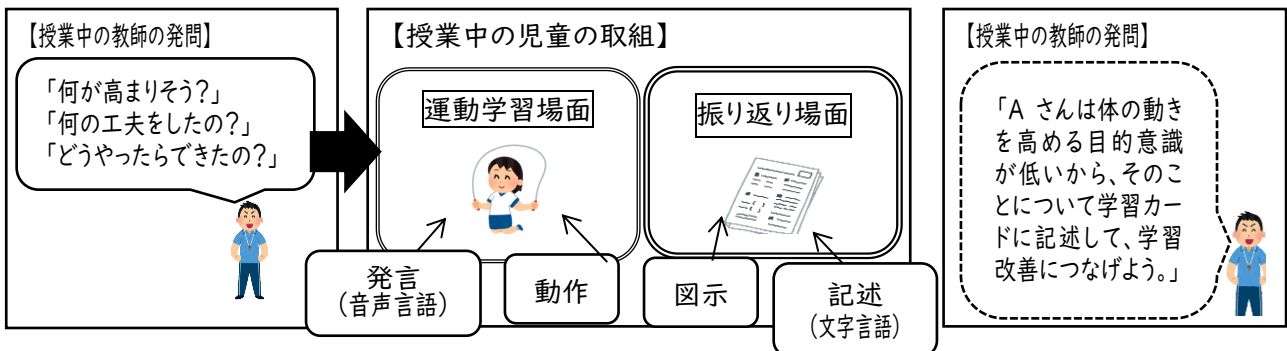 【授業中の教師の発問】
「何が高まりそう?」
「何の工夫をしたの?」
「どうやったらできたの?」
【授業中の児童の取組】
運動学習場面
振り返り場面
発言
(音声言語)
動作
図示
記述
(文字言語)
【授業中の教師の発問】
「A さんは体の動き
を高める目的意識
が低いから、そのこ
とについて学習カー
ドに記述して、学習
改善につなげよう。」